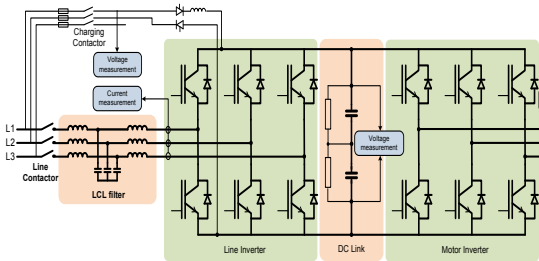 Charging
Contactor
Voltage
measurement
Current
measurement
L1
L2
L3
Line
Contactor
LCL filter
Voltage
measurement
Line Inverter
DC Link
Motor Inverter